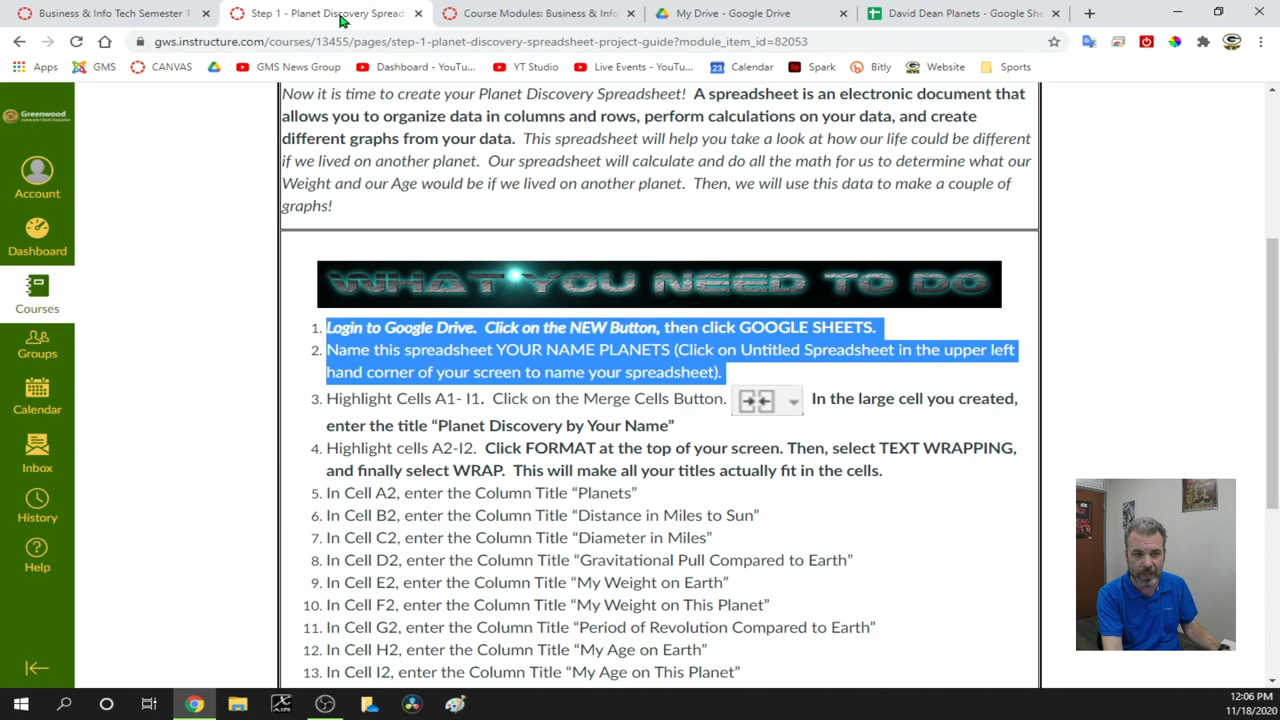 Business & Info Tech Semester 1
Step 1 - Planet Discovery Spread
Course Modules: Business & Info
My Drive - Google Drive
David Dean Planets - Google She
gws.instructure.com/courses/13455/pages/step-1-planet-discovery-spreadsheet-project-guide?module_item_id=82053
Apps
GMS
CANVAS
GMS News Group
Dashboard - YouTu...
YT Studio
Live Events - YouTu...
23
Calendar
Spark
Bitly
Website
Sports
Greenwood
Account
Dashboard
Courses
Groups
Calendar
Inbox
History
Help
Now it is time to create your Planet Discovery Spreadsheet! A spreadsheet is an electronic document that
allows you to organize data in columns and rows, perform calculations on your data, and create
different graphs from your data. This spreadsheet will help you take a look at how our life could be different
if we lived on another planet. Our spreadsheet will calculate and do all the math for us to determine what our
Weight and our Age would be if we lived on another planet. Then, we will use this data to make a couple of
graphs!
WHAT YOU NEED TO DO
1. Login to Google Drive. Click on the NEW Button, then click GOOGLE SHEETS.
2. Name this spreadsheet YOUR NAME PLANETS (Click on Untitled Spreadsheet in the upper left
hand corner of your screen to name your spreadsheet).
3. Highlight Cells A1- I1. Click on the Merge Cells Button. In the large cell you created,
enter the title “Planet Discovery by Your Name”
4. Highlight cells A2-I2. Click FORMAT at the top of your screen. Then, select TEXT WRAPPING,
and finally select WRAP. This will make all your titles actually fit in the cells.
5. In Cell A2, enter the Column Title “Planets”
6. In Cell B2, enter the Column Title “Distance in Miles to Sun”
7. In Cell C2, enter the Column Title “Diameter in Miles”
8. In Cell D2, enter the Column Title “Gravitational Pull Compared to Earth”
9. In Cell E2, enter the Column Title “My Weight on Earth”
10. In Cell F2, enter the Column Title “My Weight on This Planet”
11. In Cell G2, enter the Column Title “Period of Revolution Compared to Earth”
12. In Cell H2, enter the Column Title “My Age on Earth”
13. In Cell I2, enter the Column Title “My Age on This Planet”
12:06 PM
11/18/2020